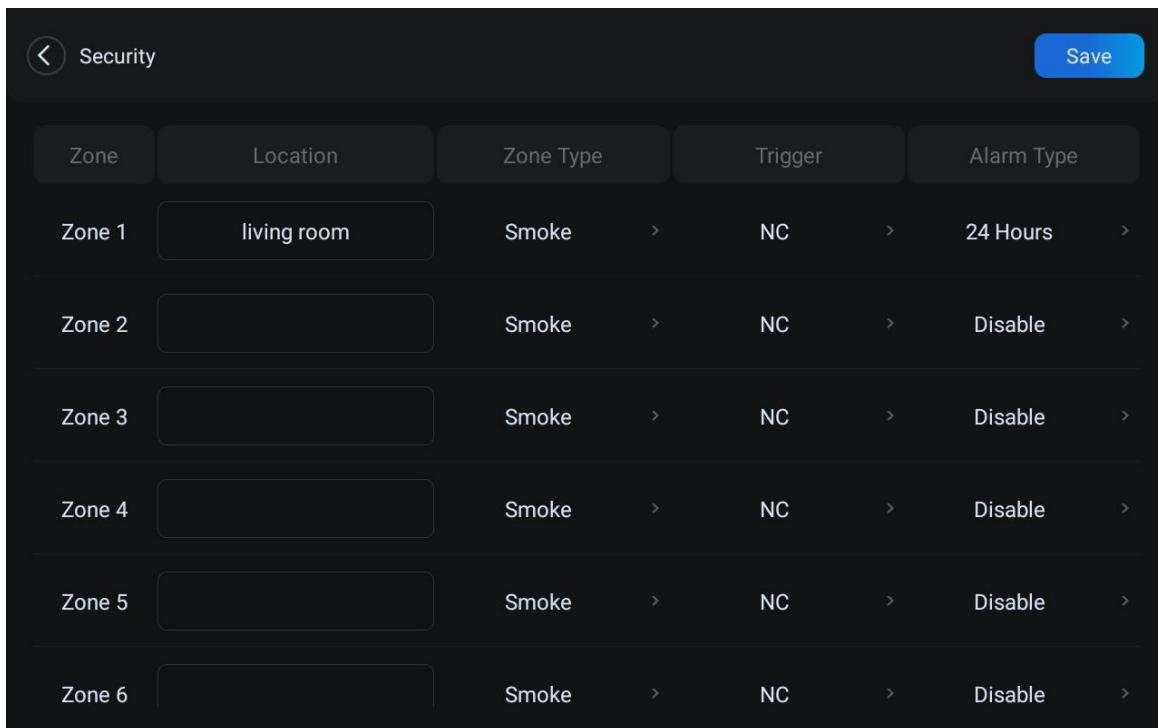 Security Save
Zone Location Zone Type Trigger Alarm Type
Zone 1 living room Smoke NC 24 Hours
Zone 2 Smoke NC Disable
Zone 3 Smoke NC Disable
Zone 4 Smoke NC Disable
Zone 5 Smoke NC Disable
Zone 6 Smoke NC Disable